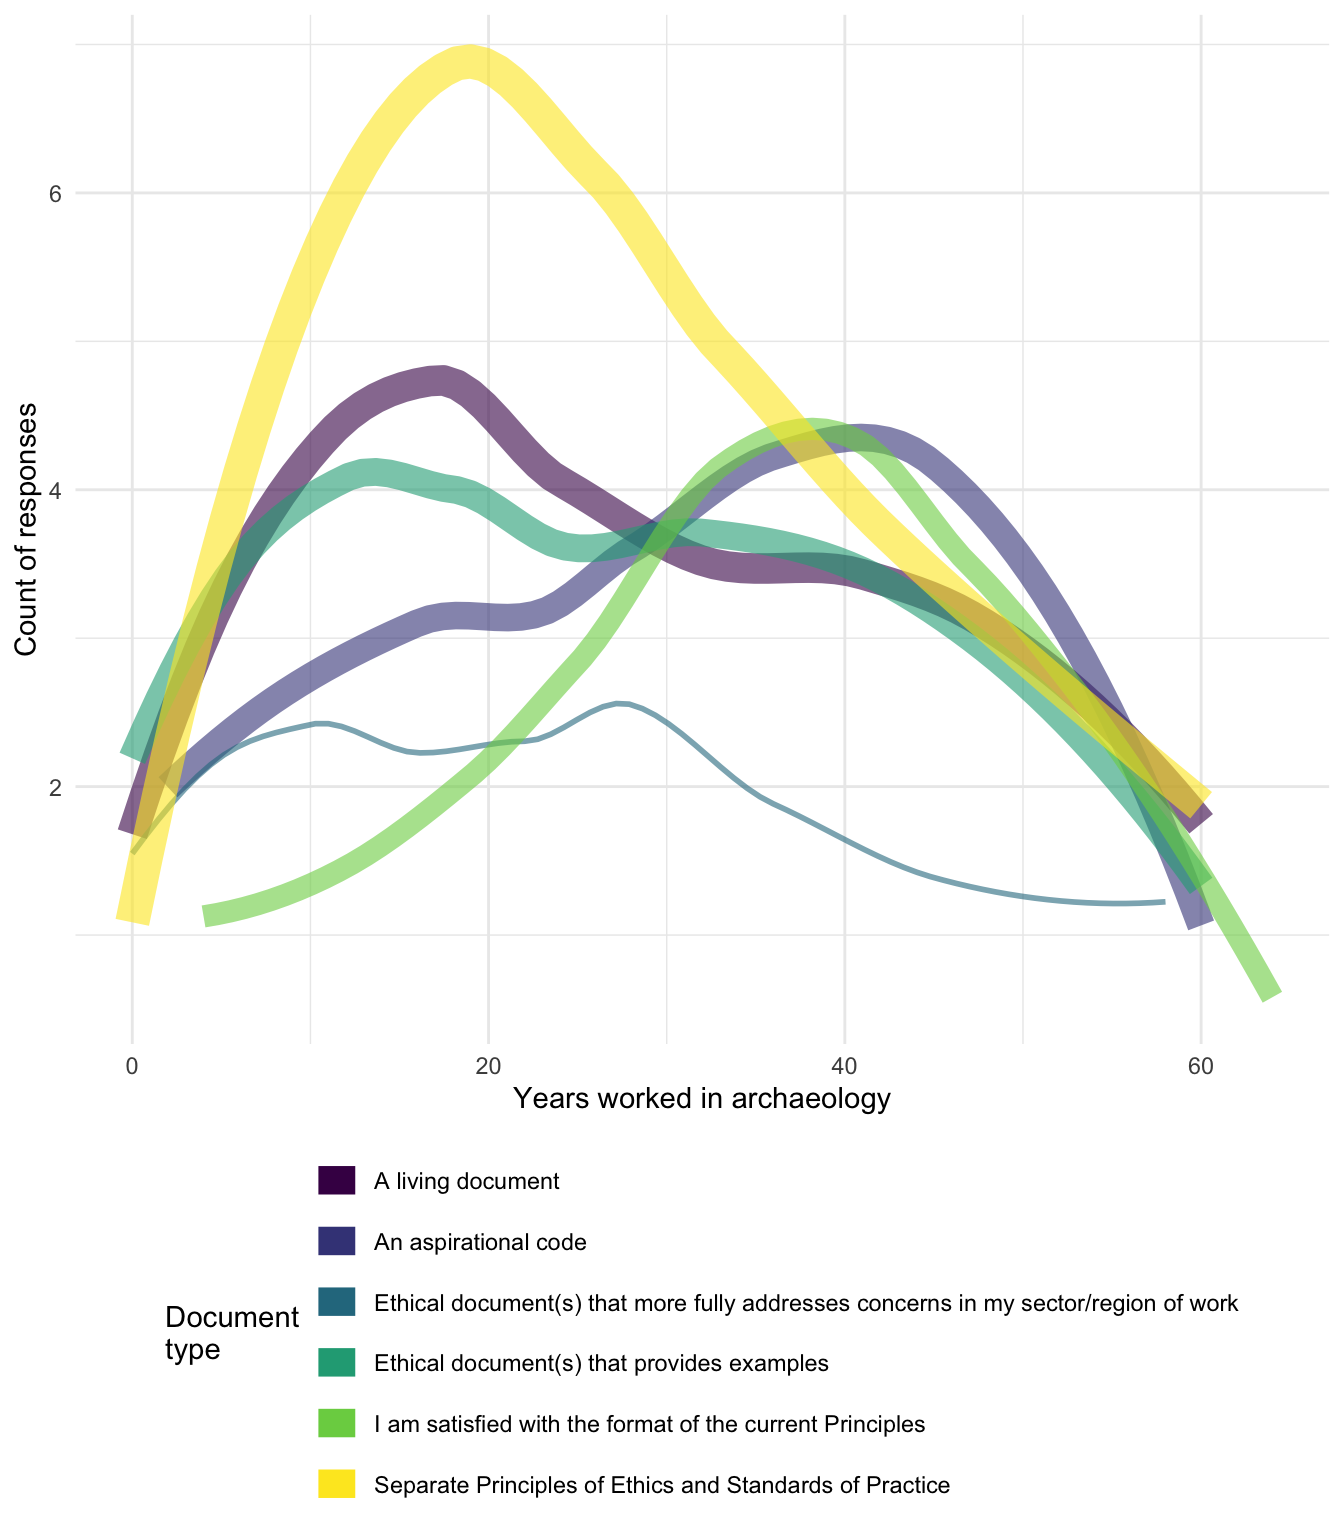 6
4
2
Count of responses
0 20 40 60
Years worked in archaeology
Document
type
A living document
An aspirational code
Ethical document(s) that more fully addresses concerns in my sector/region of work
Ethical document(s) that provides examples
I am satisfied with the format of the current Principles
Separate Principles of Ethics and Standards of Practice